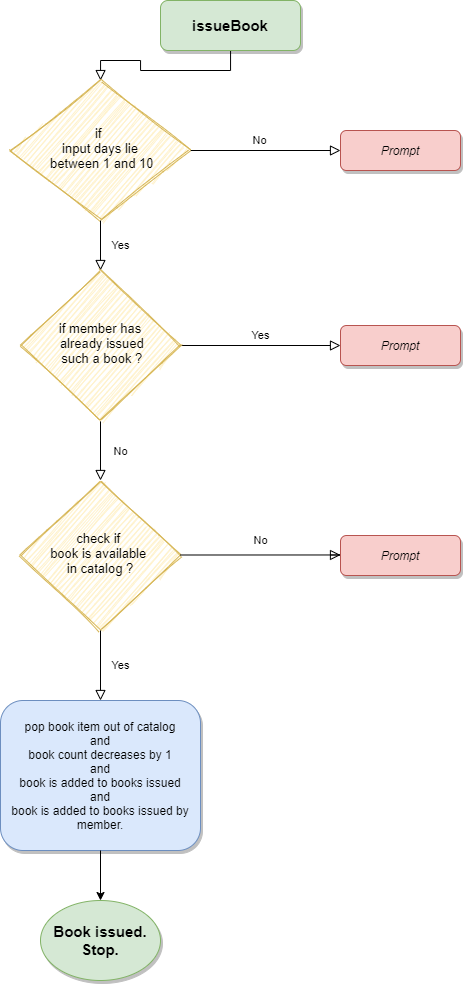 issueBook
if
input days lie
between 1 and 10
No
Prompt
Yes
if member has
already issued
such a book ?
Yes
Prompt
No
check if
book is available
in catalog ?
No
Prompt
Yes
pop book item out of catalog
and
book count decreases by 1
and
book is added to books issued
and
book is added to books issued by
member.
Book issued.
Stop.